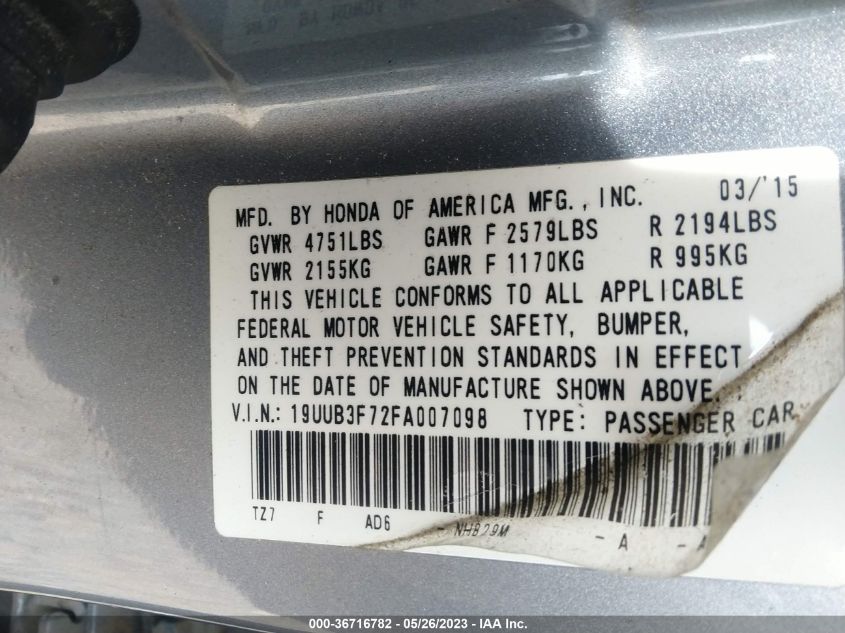 MFD. BY HONDA OF AMERICA MFG., INC. 03/'15
GVWR 4751LBS GAWR F 2579LBS R 2194LBS
GVWR 2155KG GAWR F 1170KG R 995KG
THIS VEHICLE CONFORMS TO ALL APPLICABLE
FEDERAL MOTOR VEHICLE SAFETY, BUMPER,
AND THEFT PREVENTION STANDARDS IN EFFECT
ON THE DATE OF MANUFACTURE SHOWN ABOVE.
V.I.N.: 19UUB3F72FA007098 TYPE: PASSENGER CAR
TZ7 F AD6 - NH829M - A - A
000-36716782 - 05/26/2023 - IAA Inc.